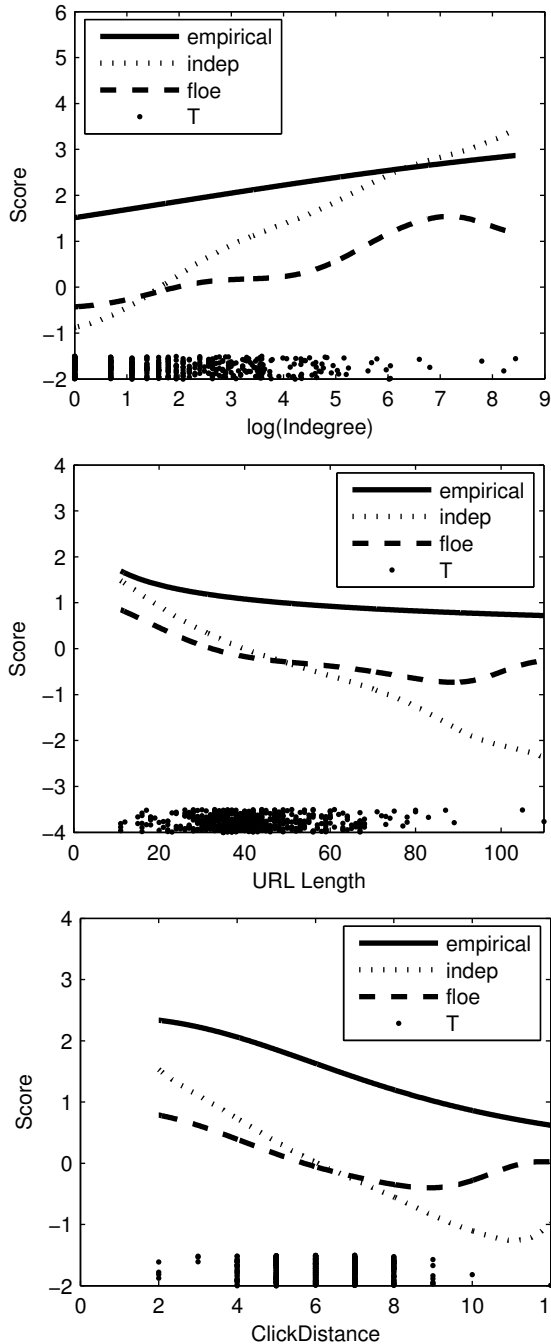 6
5
4
3
2
1
0
−1
−2
Score
empirical
indep
floe
T
0 1 2 3 4 5 6 7 8 9
log(Indegree)
4
3
2
1
0
−1
−2
−3
−4
Score
empirical
indep
floe
T
0 20 40 60 80 100
URL Length
4
3
2
1
0
−1
−2
Score
empirical
indep
floe
T
0 2 4 6 8 10 1
ClickDistance